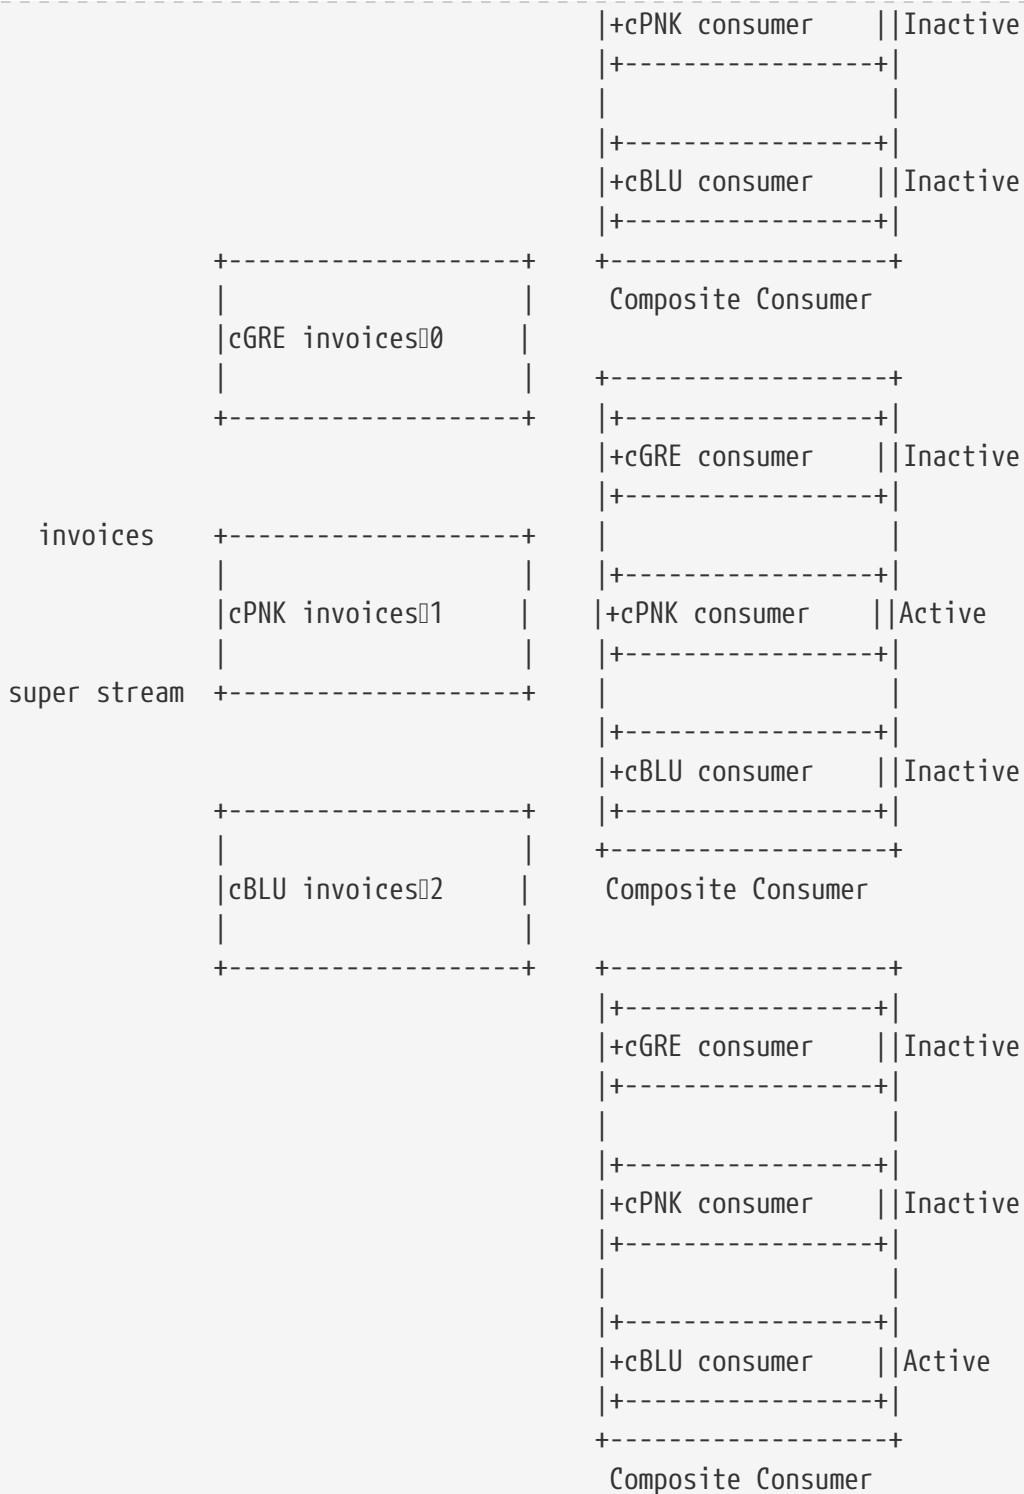 |+cPNK consumer    ||Inactive
                                         |+-----------------+|
                                         |                   |
                                         |+-----------------+|
                                         |+cBLU consumer    ||Inactive
                                         |+-----------------+|
              +--------------------+    +-------------------+
              |                    |     Composite Consumer
              |cGRE invoices▯0     |
              |                    |    +-------------------+
              +--------------------+    |+-----------------+|
                                         |+cGRE consumer    ||Inactive
                                         |+-----------------+|
  invoices    +--------------------+    |                   |
              |                    |    |+-----------------+|
              |cPNK invoices▯1     |    |+cPNK consumer    ||Active
              |                    |    |+-----------------+|
super stream  +--------------------+    |                   |
                                         |+-----------------+|
                                         |+cBLU consumer    ||Inactive
              +--------------------+    |+-----------------+|
              |                    |    +-------------------+
              |cBLU invoices▯2     |     Composite Consumer
              |                    |
              +--------------------+    +-------------------+
                                         |+-----------------+|
                                         |+cGRE consumer    ||Inactive
                                         |+-----------------+|
                                         |                   |
                                         |+-----------------+|
                                         |+cPNK consumer    ||Inactive
                                         |+-----------------+|
                                         |                   |
                                         |+-----------------+|
                                         |+cBLU consumer    ||Active
                                         |+-----------------+|
                                         +-------------------+
                                         Composite Consumer